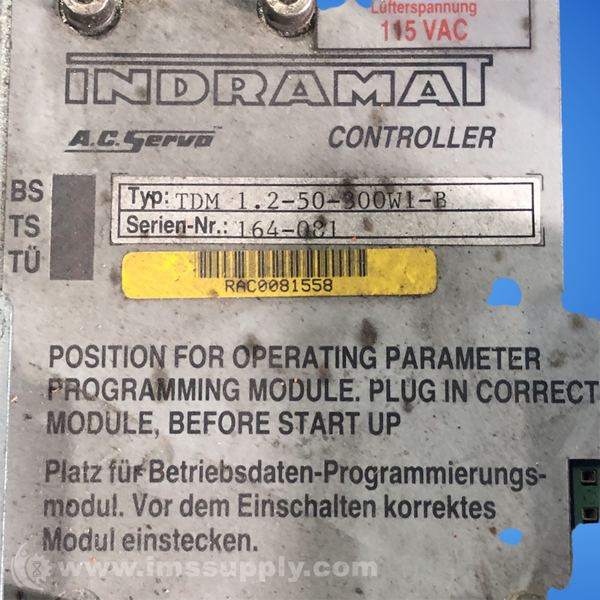 Lüfterspannung
115 VAC
INDRAMAT
A.C. Servo™ CONTROLLER
BS
TS
TÜ
Typ: TDM 1.2-50-300W1-B
Serien-Nr.: 164-081
RAC0081558
POSITION FOR OPERATING PARAMETER
PROGRAMMING MODULE. PLUG IN CORRECT
MODULE, BEFORE START UP
Platz für Betriebsdaten-Programmierungs-
modul. Vor dem Einschalten korrektes
Modul einstecken.
www.imssupply.com